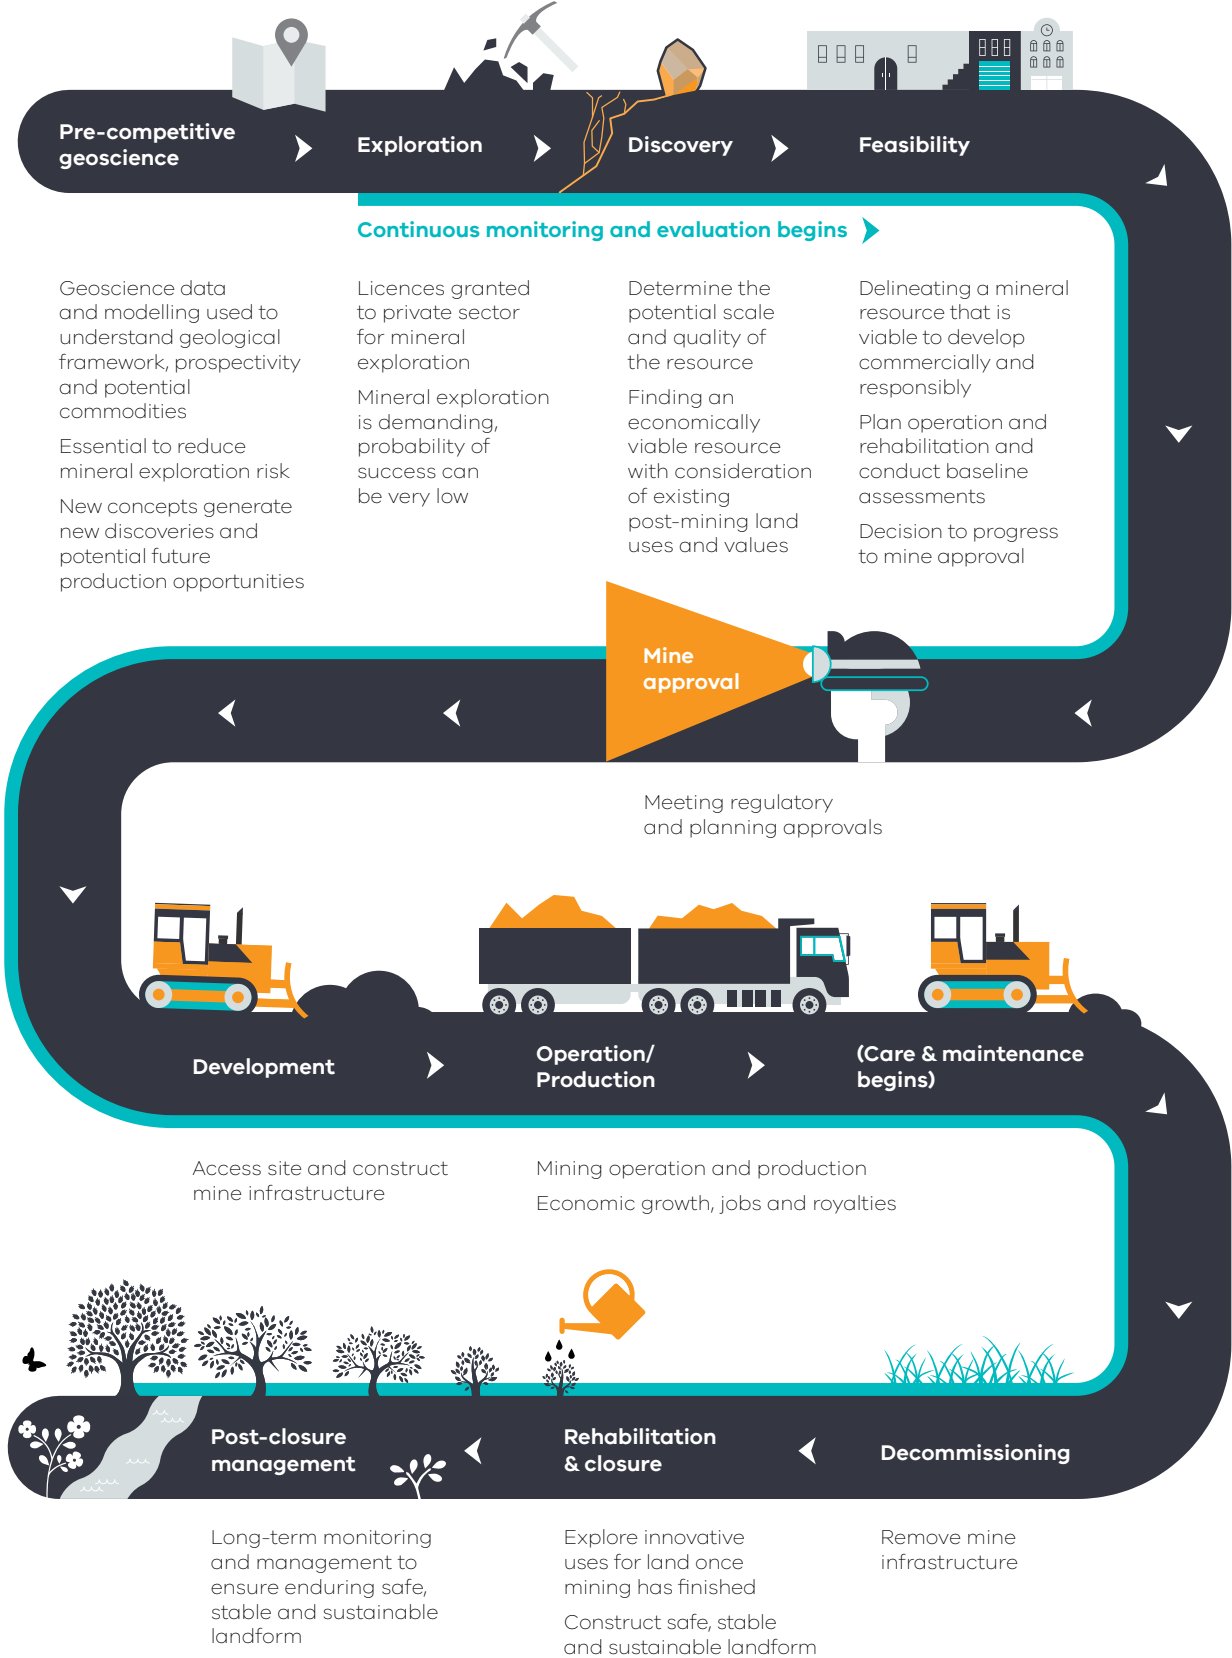 Pre-competitive
geoscience
Exploration
Discovery
Feasibility
Continuous monitoring and evaluation begins
Geoscience data
and modelling used to
understand geological
framework, prospectivity
and potential
commodities
Essential to reduce
mineral exploration risk
New concepts generate
new discoveries and
potential future
production opportunities
Licences granted
to private sector
for mineral
exploration
Mineral exploration
is demanding,
probability of
success can
be very low
Determine the
potential scale
and quality of
the resource
Finding an
economically
viable resource
with consideration
of existing
post-mining land
uses and values
Delineating a mineral
resource that is
viable to develop
commercially and
responsibly
Plan operation and
rehabilitation and
conduct baseline
assessments
Decision to progress
to mine approval
Mine
approval
Meeting regulatory
and planning approvals
Development
Operation/
Production
(Care & maintenance
begins)
Access site and construct
mine infrastructure
Mining operation and production
Economic growth, jobs and royalties
Post-closure
management
Rehabilitation
& closure
Decommissioning
Long-term monitoring
and management to
ensure enduring safe,
stable and sustainable
landform
Explore innovative
uses for land once
mining has finished
Construct safe, stable
and sustainable landform
Remove mine
infrastructure